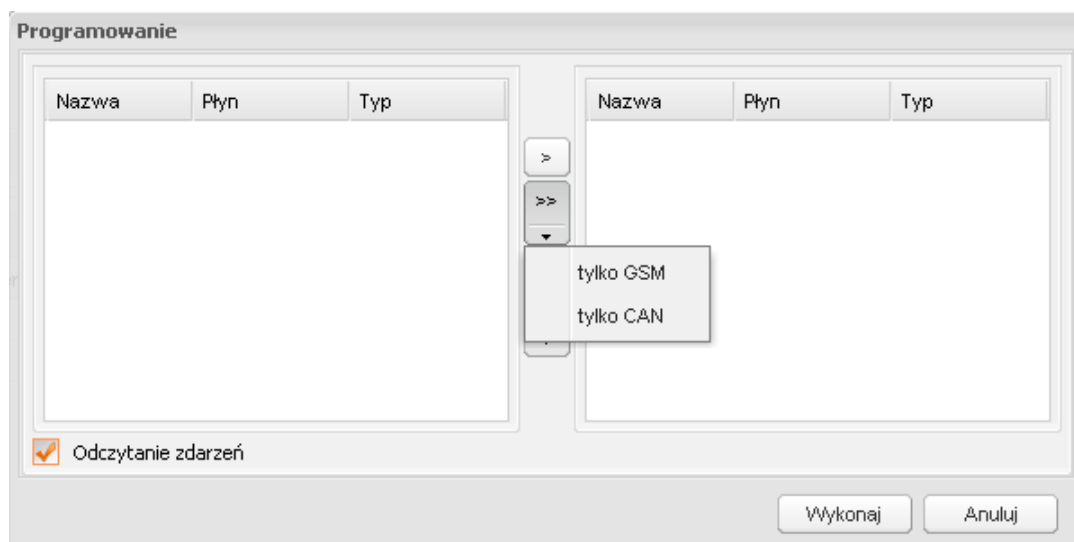 Programowanie
Nazwa Płyn Typ
Nazwa Płyn Typ
>
>>
tylko GSM
tylko CAN
Odczytanie zdarzeń
Wykonaj Anuluj